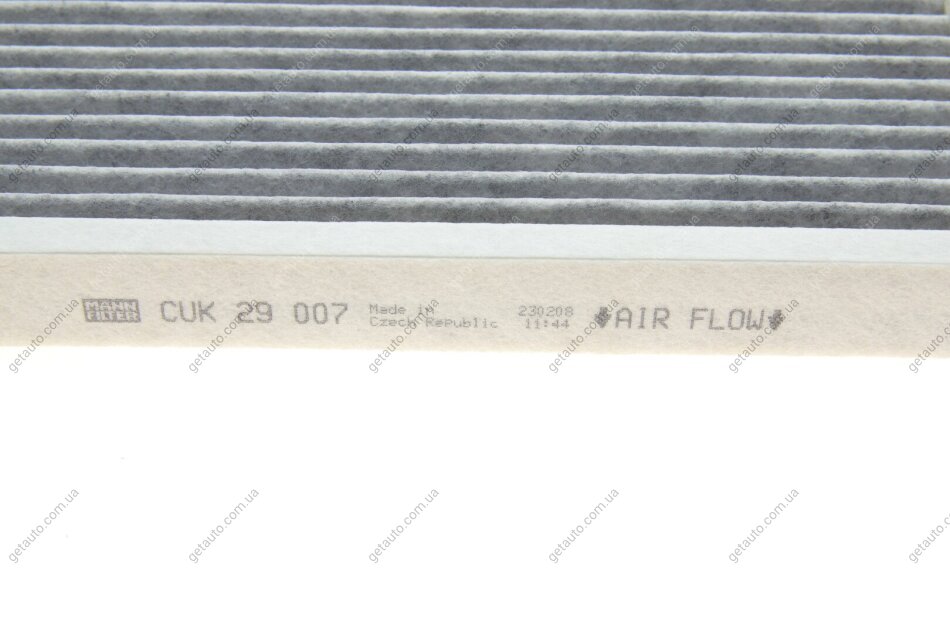 MANN
FILTER
CUK 29 007
Made in
Czech Republic
230208
11:44
AIR FLOW
getauto.com.ua